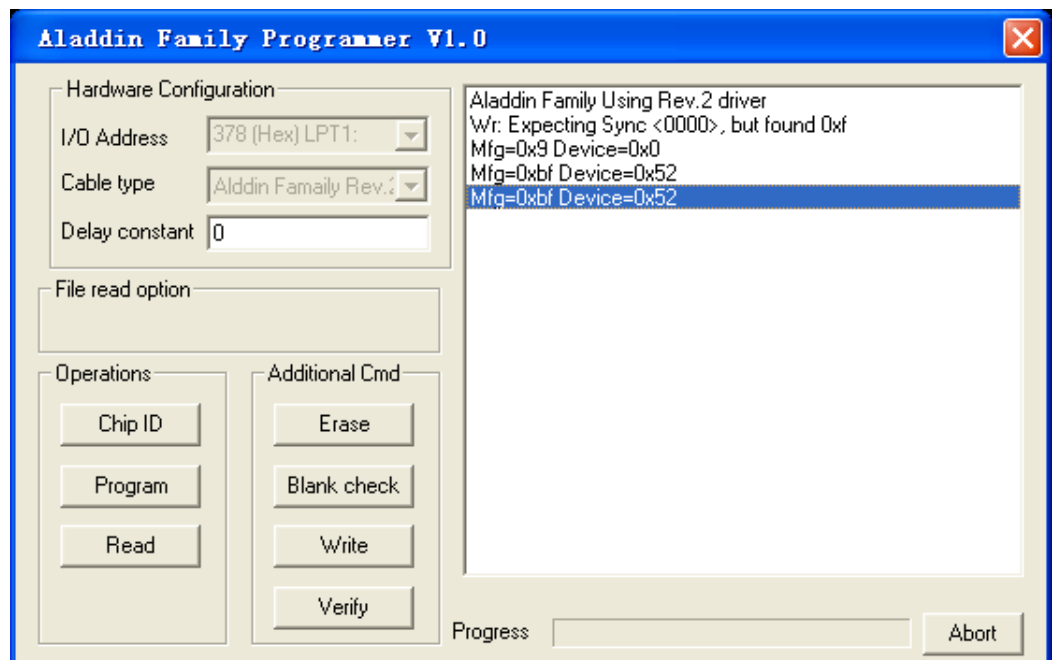 Aladdin Family Programmer V1.0
Hardware Configuration
I/O Address
378 (Hex) LPT1:
Cable type
Alddin Famaily Rev.2
Delay constant
0
File read option
Operations
Chip ID
Program
Read
Additional Cmd
Erase
Blank check
Write
Verify
Aladdin Family Using Rev.2 driver
Wr: Expecting Sync <0000>, but found 0xf
Mfg=0x9 Device=0x0
Mfg=0xbf Device=0x52
Mfg=0xbf Device=0x52
Progress
Abort